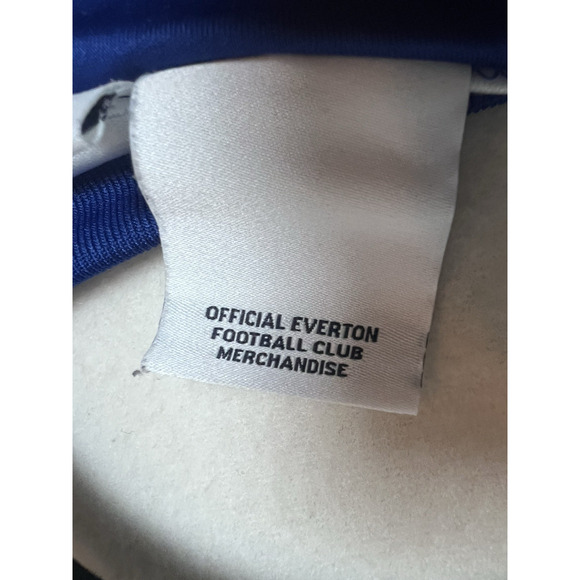 OFFICIAL EVERTON
FOOTBALL CLUB
MERCHANDISE